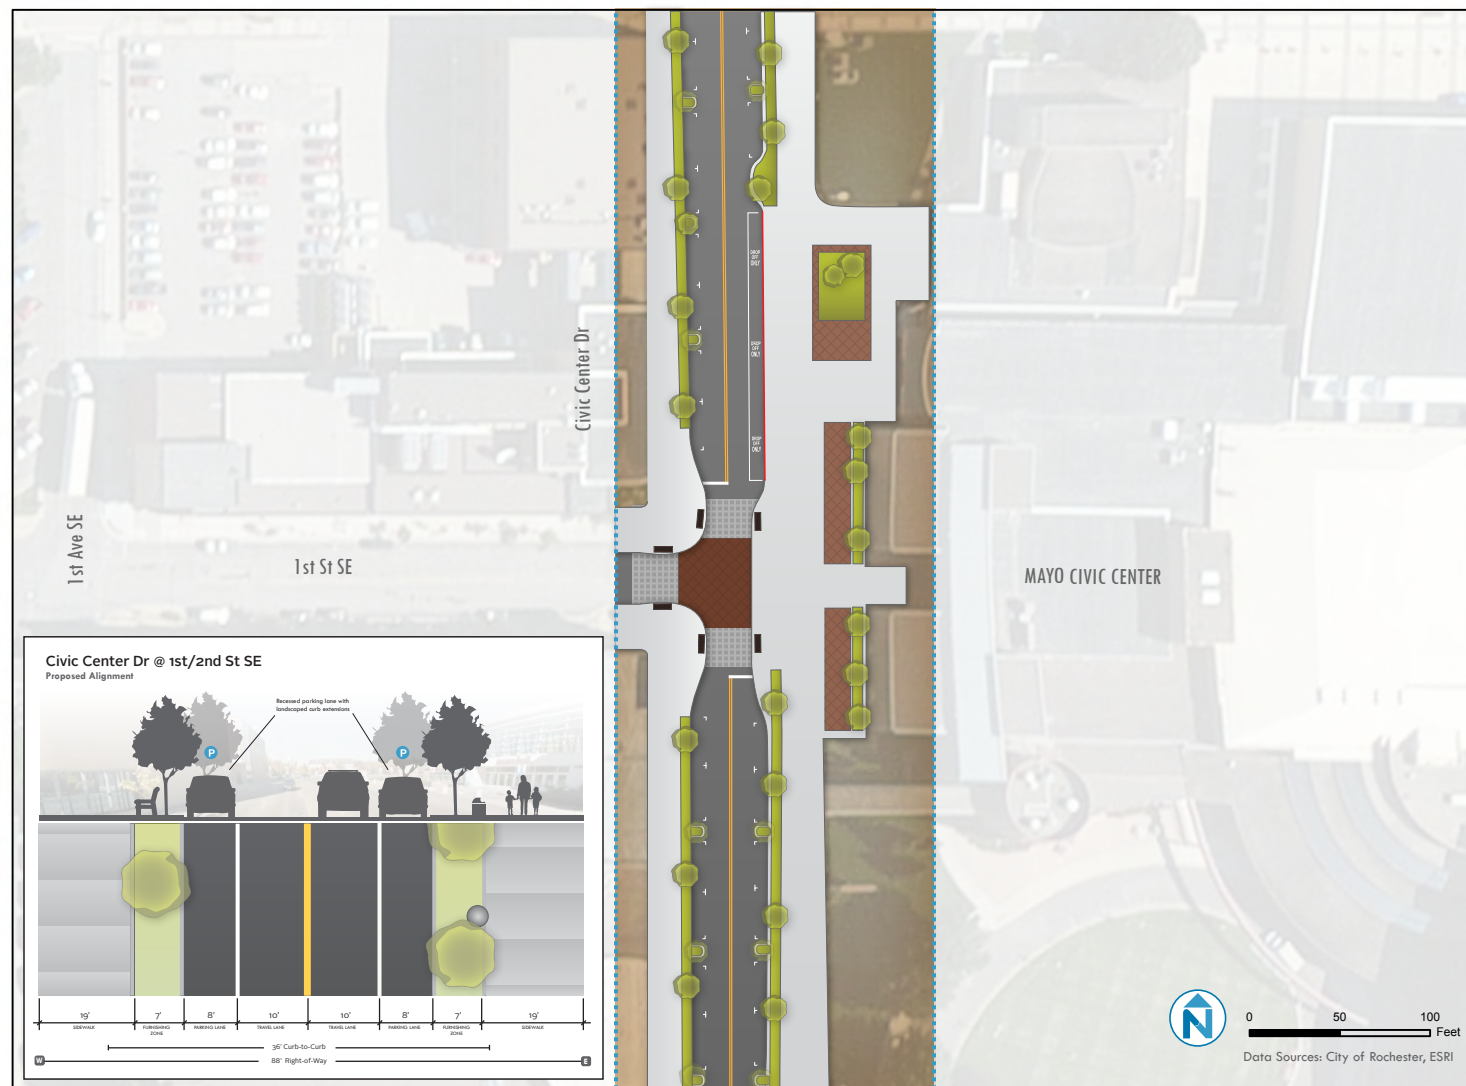 DROP
OFF
ONLY
DROP
OFF
ONLY
DROP
OFF
ONLY
Civic Center Dr
1st Ave SE
1st St SE
MAYO CIVIC CENTER
Civic Center Dr @ 1st/2nd St SE
Proposed Alignment
Recessed parking lane with
landscaped curb extensions
P
P
19' 7' 8' 10' 10' 8' 7' 19'
SIDEWALK FURNISHING ZONE PARKING LANE TRAVEL LANE TRAVEL LANE PARKING LANE FURNISHING ZONE SIDEWALK
36' Curb-to-Curb
W 88' Right-of-Way E
N
0 50 100
Feet
Data Sources: City of Rochester, ESRI